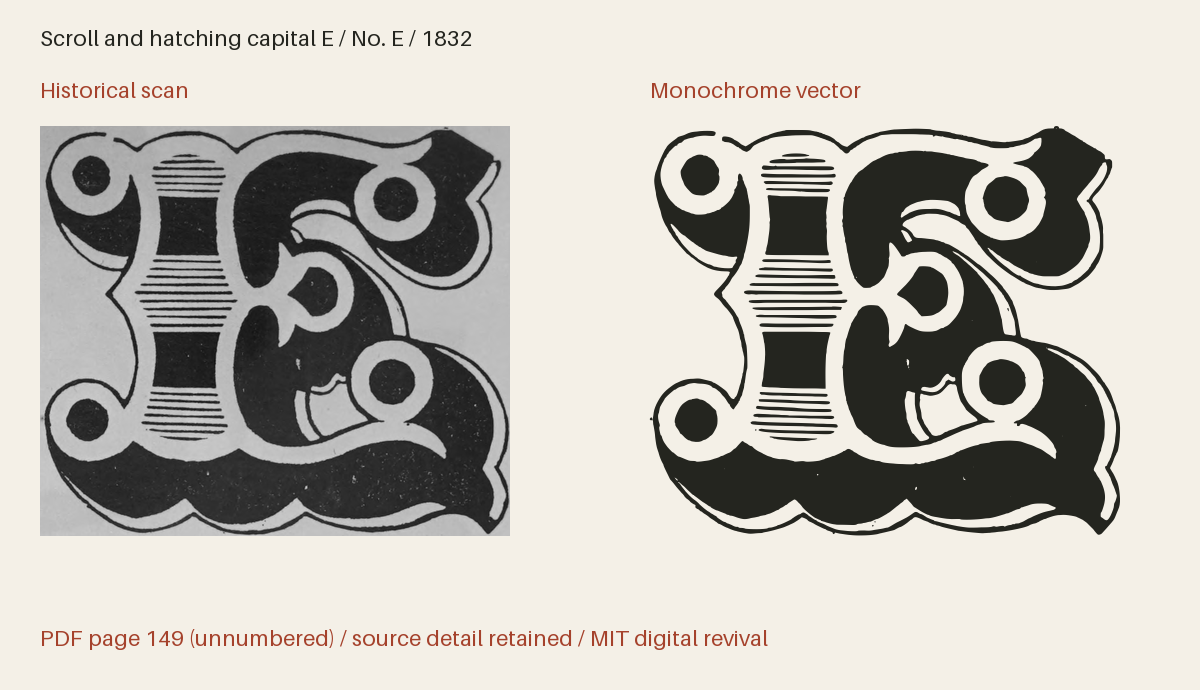 Scroll and hatching capital E / No. E / 1832
Historical scan
Monochrome vector
E
E
PDF page 149 (unnumbered) / source detail retained / MIT digital revival